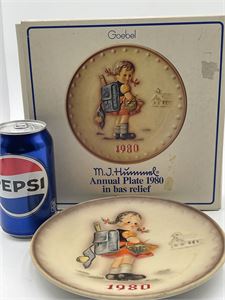 Goebel
1980
M.J. Hummel
Annual Plate 1980
in bas relief
PEPSI
1980